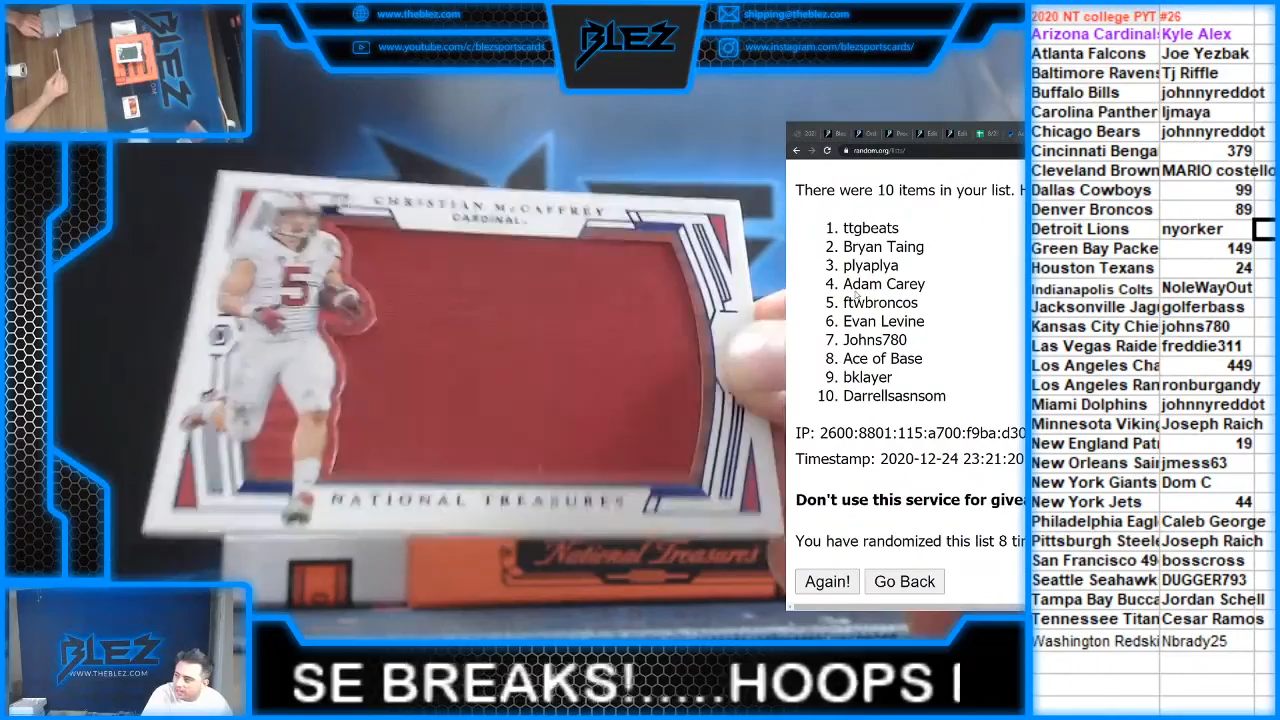 www.theblez.com
www.youtube.com/c/blezsportscards
BLEZ
shipping@theblez.com
www.instagram.com/blezsportscards/
CHRISTIAN McCAFFREY
CARDINAL
5
NATIONAL TREASURES
National Treasures
BLEZ
WWW.THEBLEZ.COM
SE BREAKS!.....HOOPS
random.org/lists/
There were 10 items in your list. H
1. ttgbeats
2. Bryan Taing
3. plyaplya
4. Adam Carey
5. ftwbroncos
6. Evan Levine
7. Johns780
8. Ace of Base
9. bklayer
10. Darrellsasnsom
IP: 2600:8801:115:a700:f9ba:d30
Timestamp: 2020-12-24 23:21:20
Don't use this service for give
You have randomized this list 8 ti
Again! Go Back
2020 NT college PYT #26
Arizona Cardinals Kyle Alex
Atlanta Falcons Joe Yezbak
Baltimore Ravens Tj Riffle
Buffalo Bills johnnyreddot
Carolina Panther ljmaya
Chicago Bears johnnyreddot
Cincinnati Benga 379
Cleveland Brown MARIO costello
Dallas Cowboys 99
Denver Broncos 89
Detroit Lions nyorker
Green Bay Packe 149
Houston Texans 24
Indianapolis Colts NoleWayOut
Jacksonville Jag golferbass
Kansas City Chie johns780
Las Vegas Raide freddie311
Los Angeles Cha 449
Los Angeles Ran ronburgandy
Miami Dolphins johnnyreddot
Minnesota Viking Joseph Raich
New England Pat 19
New Orleans Sai jmess63
New York Giants Dom C
New York Jets 44
Philadelphia Eagl Caleb George
Pittsburgh Steele Joseph Raich
San Francisco 49 bosscross
Seattle Seahawk DUGGER793
Tampa Bay Bucca Jordan Schell
Tennessee Titan Cesar Ramos
Washington Redski Nbrady25